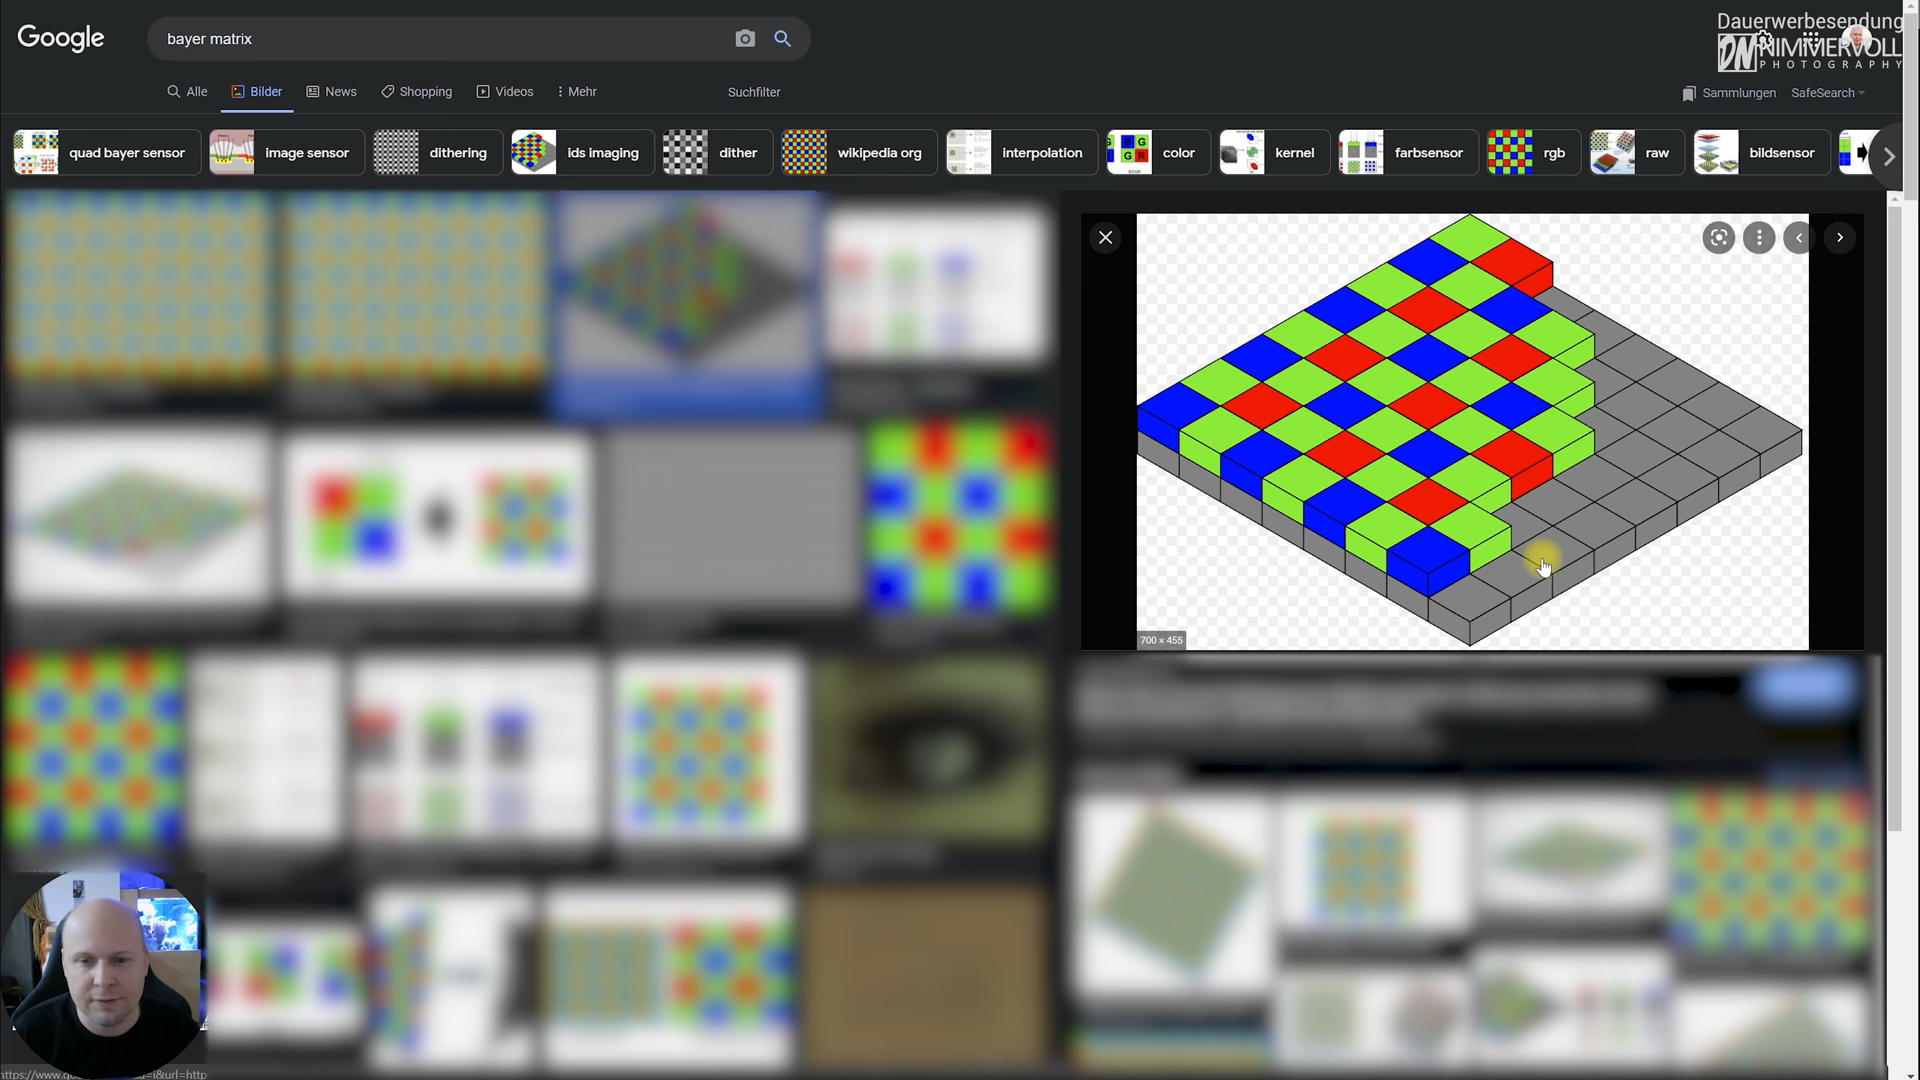 Google
bayer matrix
Dauerwerbesendung
DN NIMMERVOLL
PHOTOGRAPHY
Alle
Bilder
News
Shopping
Videos
Mehr
Suchfilter
Sammlungen
SafeSearch
quad bayer sensor
image sensor
dithering
ids imaging
dither
wikipedia org
interpolation
color
kernel
farbsensor
rgb
raw
bildsensor
G
B
G
G
R
700 × 455